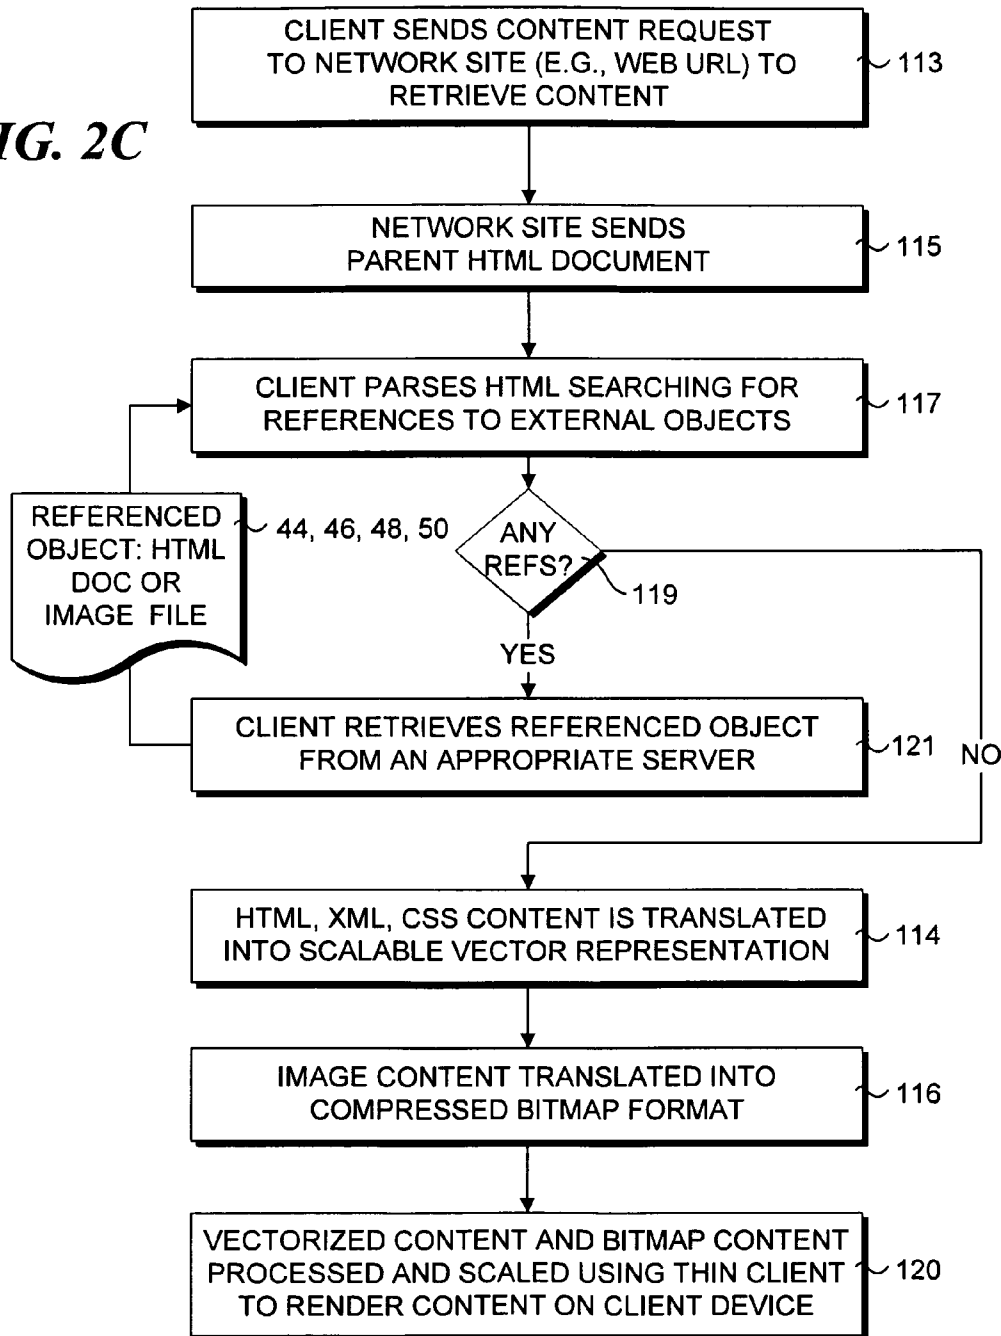 CLIENT SENDS CONTENT REQUEST
TO NETWORK SITE (E.G., WEB URL) TO
RETRIEVE CONTENT
113
IG. 2C
NETWORK SITE SENDS
PARENT HTML DOCUMENT
115
CLIENT PARSES HTML SEARCHING FOR
REFERENCES TO EXTERNAL OBJECTS
117
REFERENCED
OBJECT: HTML
DOC OR
IMAGE FILE
44, 46, 48, 50
ANY
REFS?
119
YES
CLIENT RETRIEVES REFERENCED OBJECT
FROM AN APPROPRIATE SERVER
121
NO
HTML, XML, CSS CONTENT IS TRANSLATED
INTO SCALABLE VECTOR REPRESENTATION
114
IMAGE CONTENT TRANSLATED INTO
COMPRESSED BITMAP FORMAT
116
VECTORIZED CONTENT AND BITMAP CONTENT
PROCESSED AND SCALED USING THIN CLIENT
TO RENDER CONTENT ON CLIENT DEVICE
120